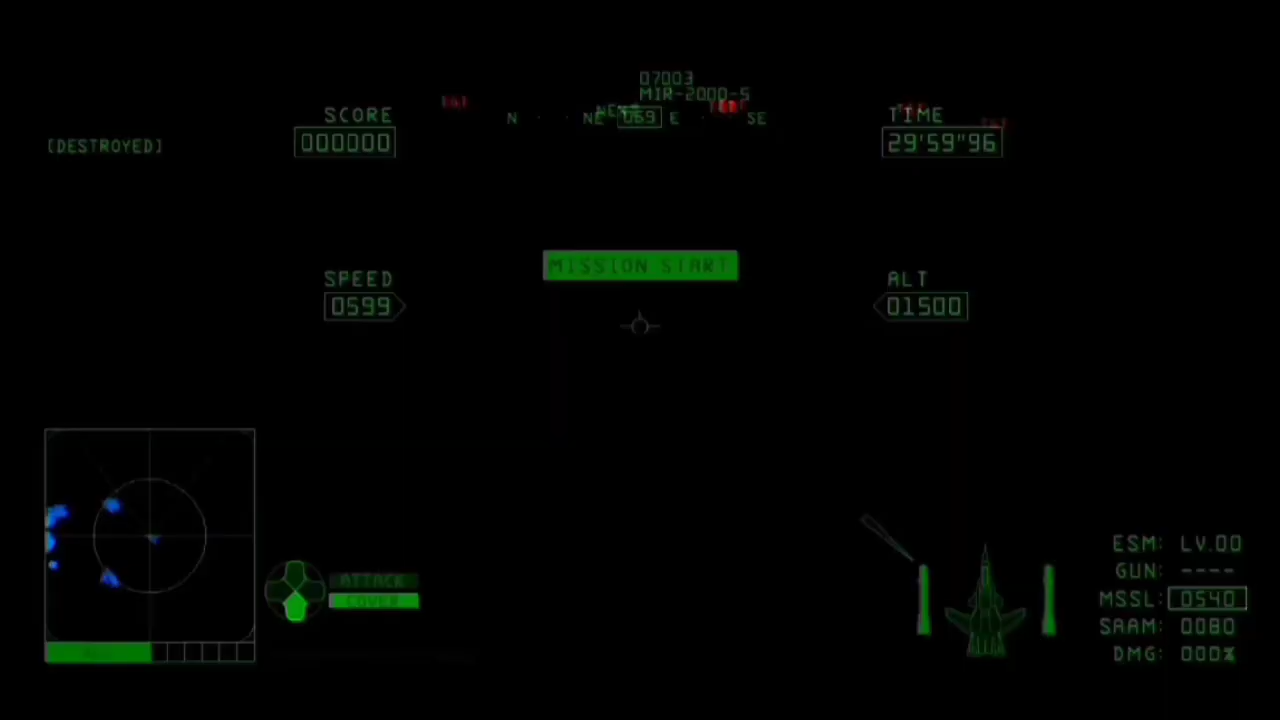 07003
MIR-2000-5
SCORE
000000
[DESTROYED]
N NE 069 E SE
TIME
29'59"96
MISSION START
SPEED
0599
ALT
01500
ATTACK
COVER
ESM: LV.00
GUN: ----
MSSL: 0540
SAAM: 0080
DMG: 000%